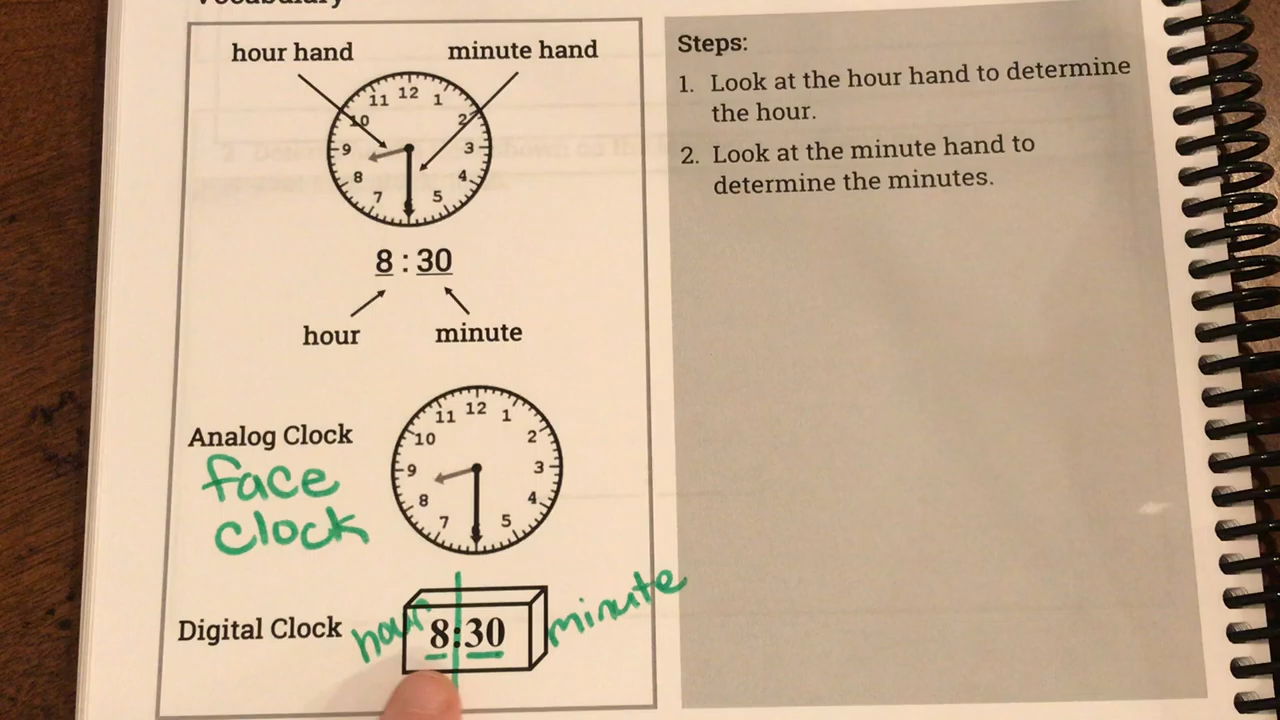 Vocabulary
hour hand
minute hand
12
11
1
10
2
9
3
8
4
7
5
6
8 : 30
hour
minute
Analog Clock
face
clock
12
11
1
10
2
9
3
8
4
7
5
6
Digital Clock
hour
8:30
minute
Steps:
1. Look at the hour hand to determine
the hour.
2. Look at the minute hand to
determine the minutes.